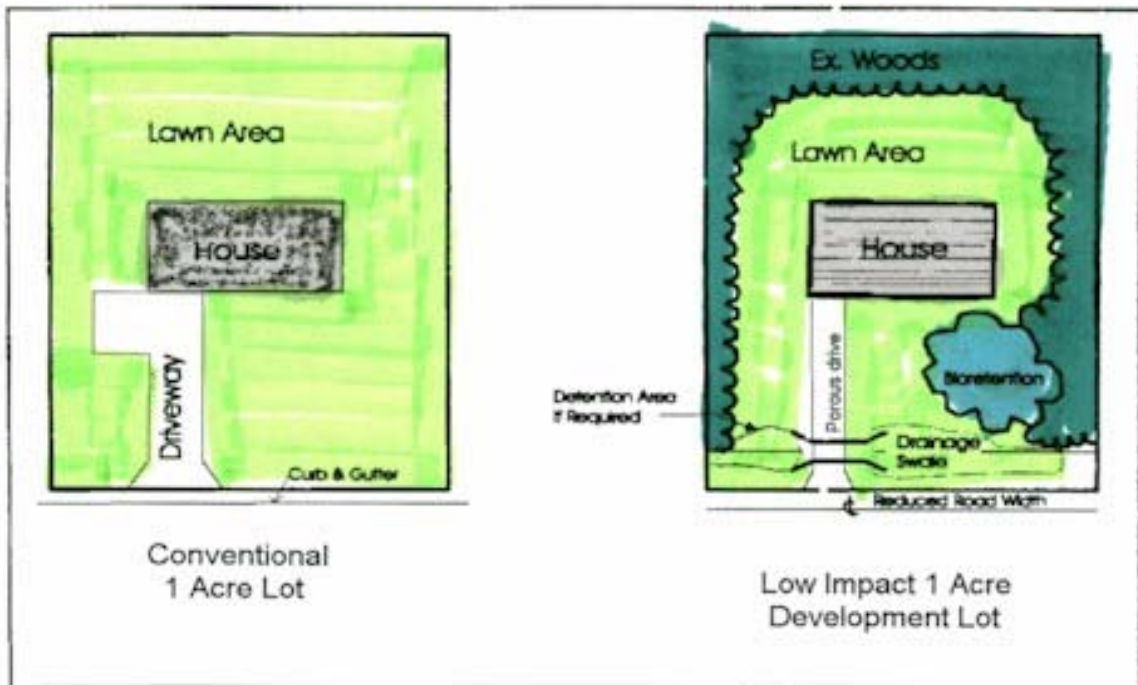 Lawn Area
House
Driveway
Curb & Gutter
Conventional
1 Acre Lot
Ex. Woods
Lawn Area
House
Porous drive
Bioretention
Detention Area
If Required
Drainage
Swale
℄ Reduced Road Width
Low Impact 1 Acre
Development Lot